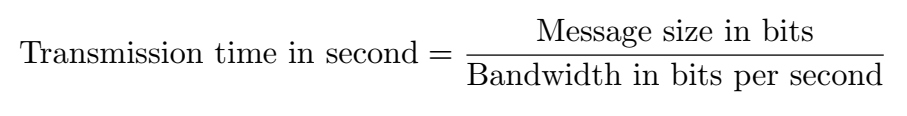 Transmission time in second = Message size in bits / Bandwidth in bits per second